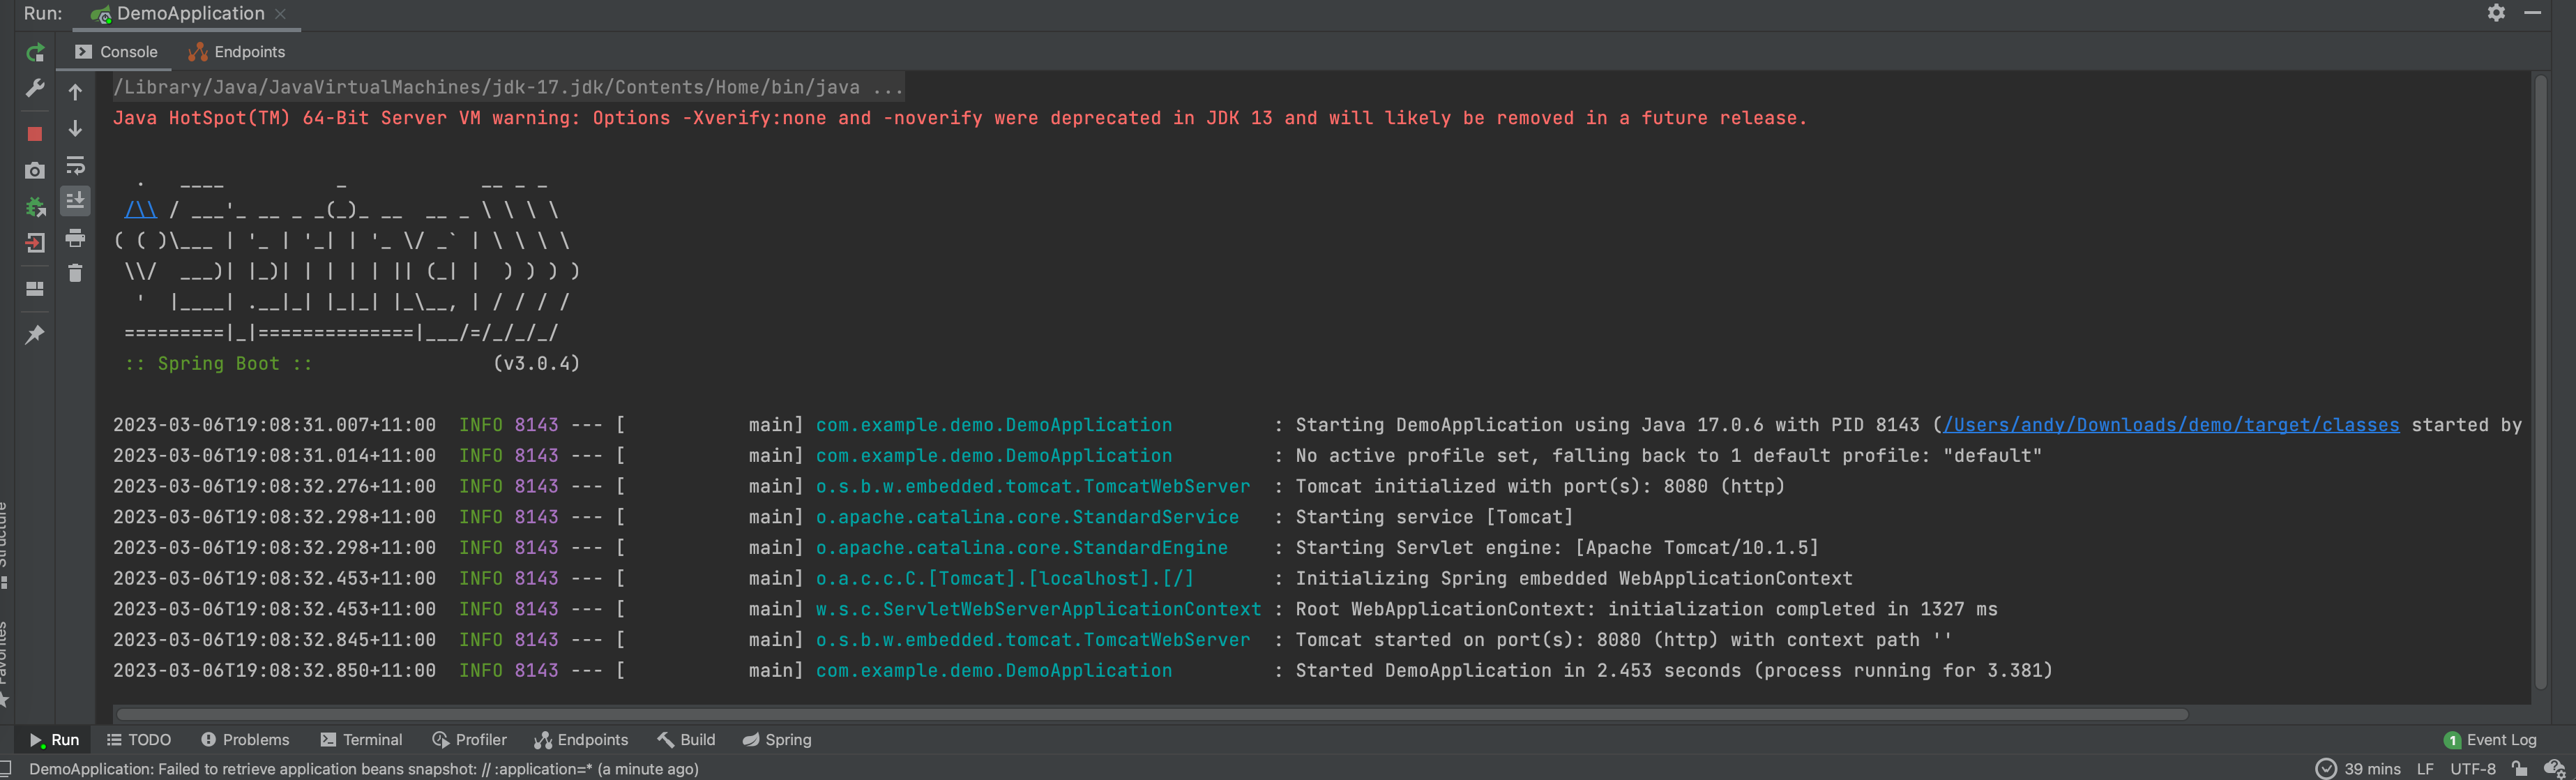 Run: DemoApplication
Console Endpoints
/Library/Java/JavaVirtualMachines/jdk-17.jdk/Contents/Home/bin/java ...
Java HotSpot(TM) 64-Bit Server VM warning: Options -Xverify:none and -noverify were deprecated in JDK 13 and will likely be removed in a future release.
  .   ____          _            __ _ _
 /\\ / ___'_ __ _ _(_)_ __  __ _ \ \ \ \
( ( )\___ | '_ | '_| | '_ \/ _` | \ \ \ \
 \\/  ___)| |_)| | | | | || (_| |  ) ) ) )
  '  |____| .__|_| |_|_| |_\__, | / / / /
 =========|_|==============|___/=/_/_/_/
 :: Spring Boot ::                (v3.0.4)
2023-03-06T19:08:31.007+11:00  INFO 8143 --- [           main] com.example.demo.DemoApplication         : Starting DemoApplication using Java 17.0.6 with PID 8143 (/Users/andy/Downloads/demo/target/classes started by
2023-03-06T19:08:31.014+11:00  INFO 8143 --- [           main] com.example.demo.DemoApplication         : No active profile set, falling back to 1 default profile: "default"
2023-03-06T19:08:32.276+11:00  INFO 8143 --- [           main] o.s.b.w.embedded.tomcat.TomcatWebServer  : Tomcat initialized with port(s): 8080 (http)
2023-03-06T19:08:32.298+11:00  INFO 8143 --- [           main] o.apache.catalina.core.StandardService   : Starting service [Tomcat]
2023-03-06T19:08:32.298+11:00  INFO 8143 --- [           main] o.apache.catalina.core.StandardEngine    : Starting Servlet engine: [Apache Tomcat/10.1.5]
2023-03-06T19:08:32.453+11:00  INFO 8143 --- [           main] o.a.c.c.C.[Tomcat].[localhost].[/]       : Initializing Spring embedded WebApplicationContext
2023-03-06T19:08:32.453+11:00  INFO 8143 --- [           main] w.s.c.ServletWebServerApplicationContext : Root WebApplicationContext: initialization completed in 1327 ms
2023-03-06T19:08:32.845+11:00  INFO 8143 --- [           main] o.s.b.w.embedded.tomcat.TomcatWebServer  : Tomcat started on port(s): 8080 (http) with context path ''
2023-03-06T19:08:32.850+11:00  INFO 8143 --- [           main] com.example.demo.DemoApplication         : Started DemoApplication in 2.453 seconds (process running for 3.381)
Structure
Favorites
Run TODO Problems Terminal Profiler Endpoints Build Spring 1 Event Log
DemoApplication: Failed to retrieve application beans snapshot: // :application=* (a minute ago) 39 mins LF UTF-8